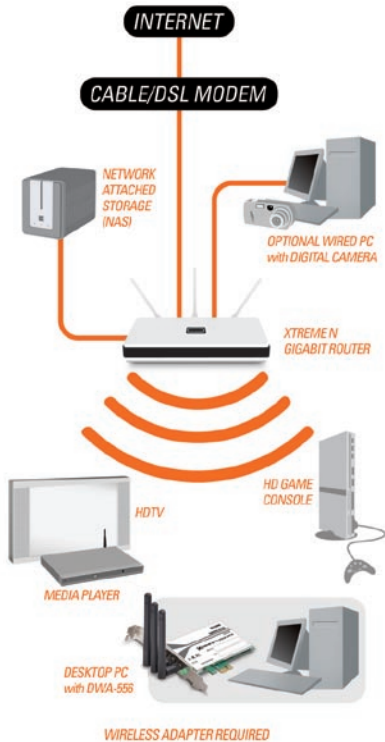 INTERNET
CABLE/DSL MODEM
NETWORK
ATTACHED
STORAGE
(NAS)
OPTIONAL WIRED PC
with DIGITAL CAMERA
XTREME N
GIGABIT ROUTER
HDTV
HD GAME
CONSOLE
MEDIA PLAYER
DESKTOP PC
with DWA-556
WIRELESS ADAPTER REQUIRED